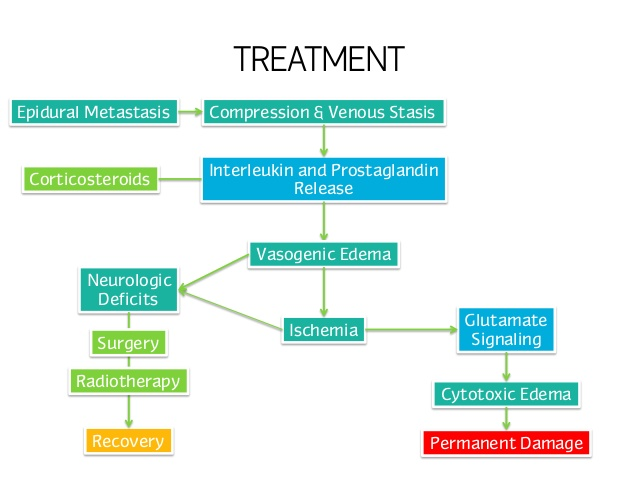 TREATMENT
Epidural Metastasis
Compression & Venous Stasis
Corticosteroids
Interleukin and Prostaglandin
Release
Vasogenic Edema
Neurologic
Deficits
Ischemia
Glutamate
Signaling
Surgery
Radiotherapy
Cytotoxic Edema
Recovery
Permanent Damage